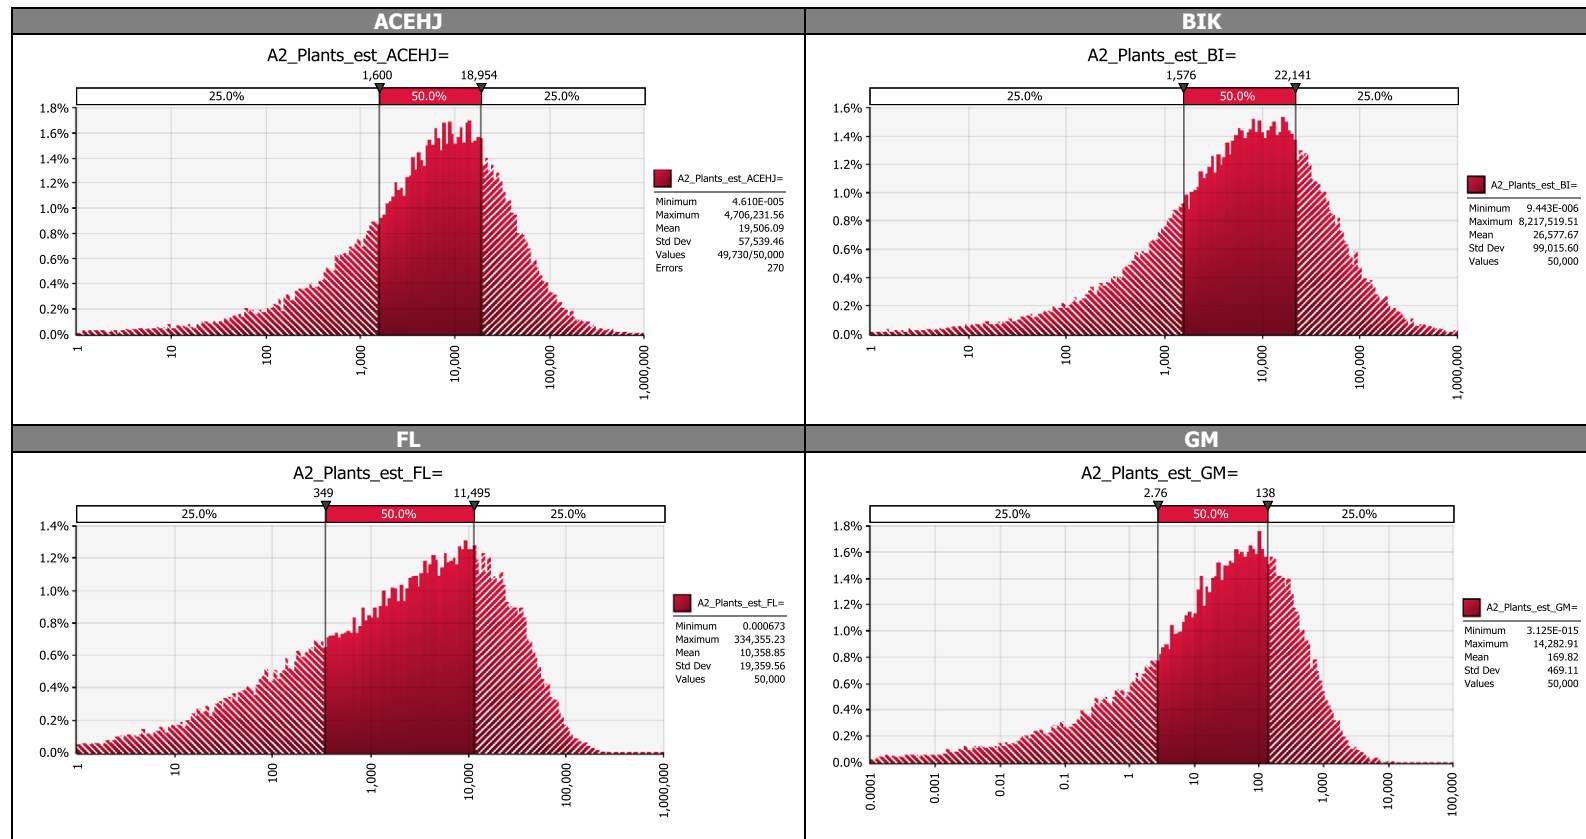 ACEHJ
A2_Plants_est_ACEHJ=
1,600 18,954
25.0% 50.0% 25.0%
1.8%
1.6%
1.4%
1.2%
1.0%
0.8%
0.6%
0.4%
0.2%
0.0%
1 10 100 1,000 10,000 100,000 1,000,000
A2_Plants_est_ACEHJ=
Minimum 4.610E-005
Maximum 4,706,231.56
Mean 19,506.09
Std Dev 57,539.46
Values 49,730/50,000
Errors 270
BIK
A2_Plants_est_BI=
1,576 22,141
25.0% 50.0% 25.0%
1.6%
1.4%
1.2%
1.0%
0.8%
0.6%
0.4%
0.2%
0.0%
1 10 100 1,000 10,000 100,000 1,000,000
A2_Plants_est_BI=
Minimum 9.443E-006
Maximum 8,217,519.51
Mean 26,577.67
Std Dev 99,015.60
Values 50,000
FL
A2_Plants_est_FL=
349 11,495
25.0% 50.0% 25.0%
1.4%
1.2%
1.0%
0.8%
0.6%
0.4%
0.2%
0.0%
1 10 100 1,000 10,000 100,000 1,000,000
A2_Plants_est_FL=
Minimum 0.000673
Maximum 334,355.23
Mean 10,358.85
Std Dev 19,359.56
Values 50,000
GM
A2_Plants_est_GM=
2.76 138
25.0% 50.0% 25.0%
1.8%
1.6%
1.4%
1.2%
1.0%
0.8%
0.6%
0.4%
0.2%
0.0%
0.0001 0.001 0.01 0.1 1 10 100 1,000 10,000 100,000
A2_Plants_est_GM=
Minimum 3.125E-015
Maximum 14,282.91
Mean 169.82
Std Dev 469.11
Values 50,000